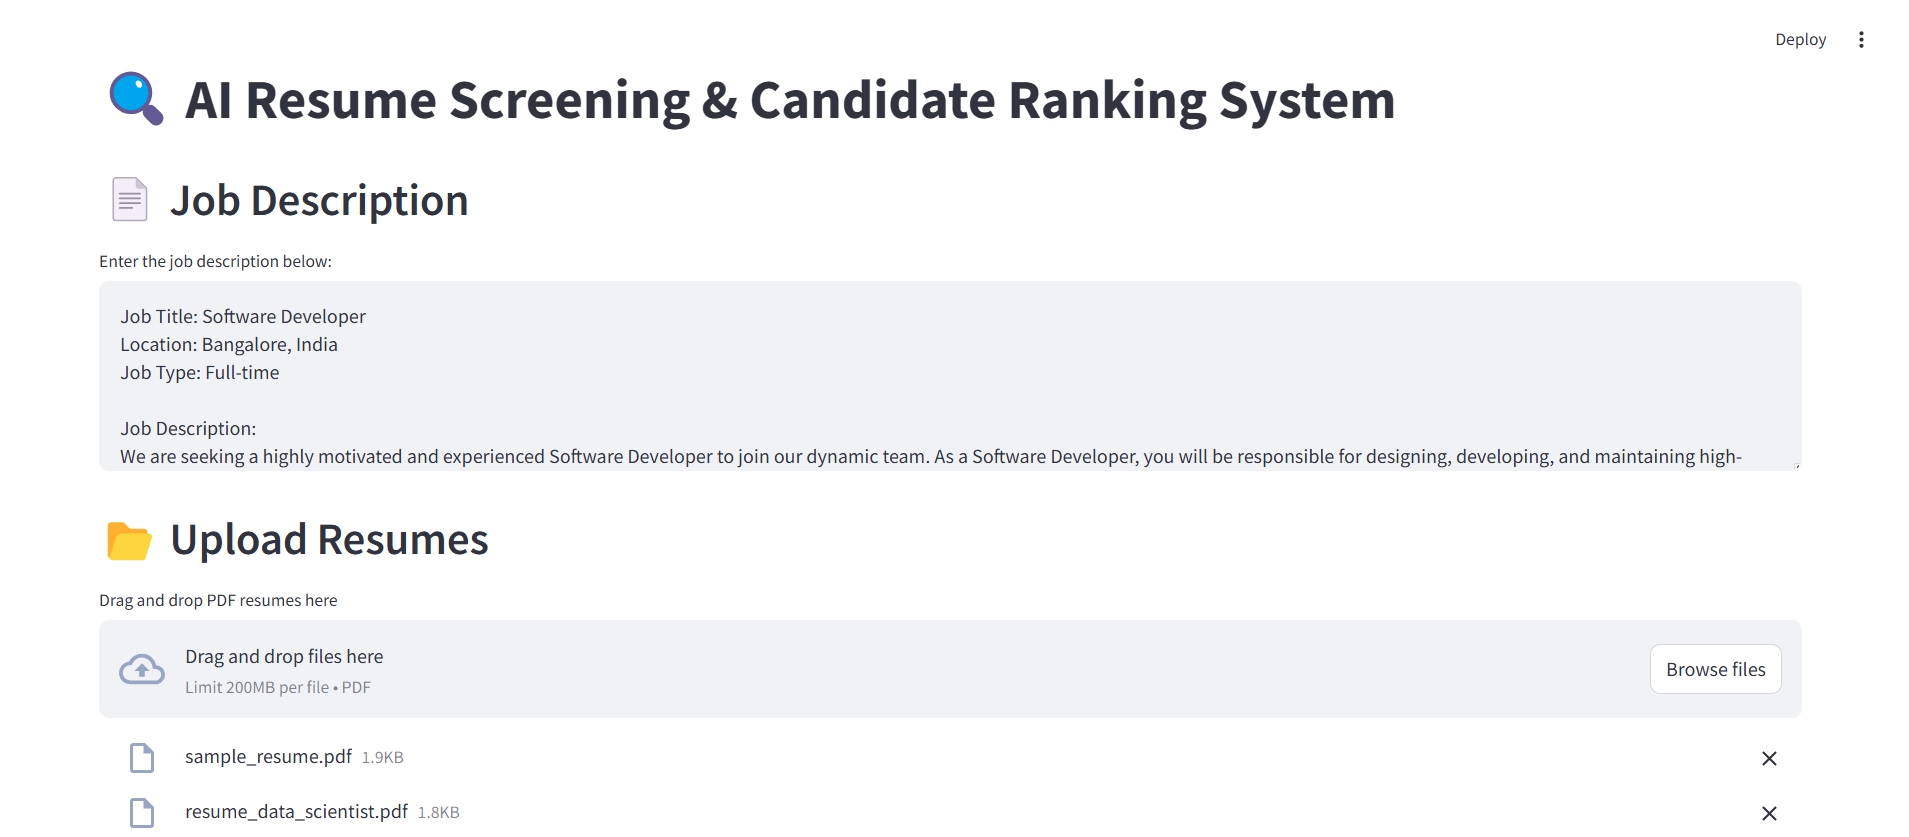 Deploy
AI Resume Screening & Candidate Ranking System
Job Description
Enter the job description below:
Job Title: Software Developer
Location: Bangalore, India
Job Type: Full-time
Job Description:
We are seeking a highly motivated and experienced Software Developer to join our dynamic team. As a Software Developer, you will be responsible for designing, developing, and maintaining high-
Upload Resumes
Drag and drop PDF resumes here
Drag and drop files here
Limit 200MB per file • PDF
Browse files
sample_resume.pdf 1.9KB
resume_data_scientist.pdf 1.8KB